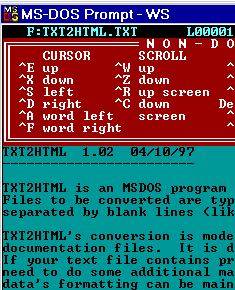 MS-DOS Prompt - WS
F:TXT2HTML.TXT L00001
N O N - D O
CURSOR SCROLL
^E up ^W up ^
^X down ^Z down ^
^S left ^R up screen ^
^D right ^C down De
^A word left screen ^
^F word right
TXT2HTML 1.02 04/10/97
------------------------
TXT2HTML is an MSDOS program
Files to be converted are typ
separated by blank lines (lik
TXT2HTML's conversion is mode
documentation files. It is d
If your text file contains pr
need to do some additional ma
data's formatting can be main